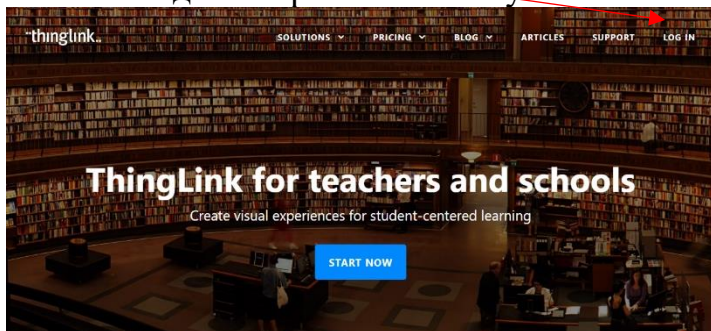 thinglink..
SOLUTIONS PRICING BLOG ARTICLES SUPPORT LOG IN
ThingLink for teachers and schools
Create visual experiences for student-centered learning
START NOW